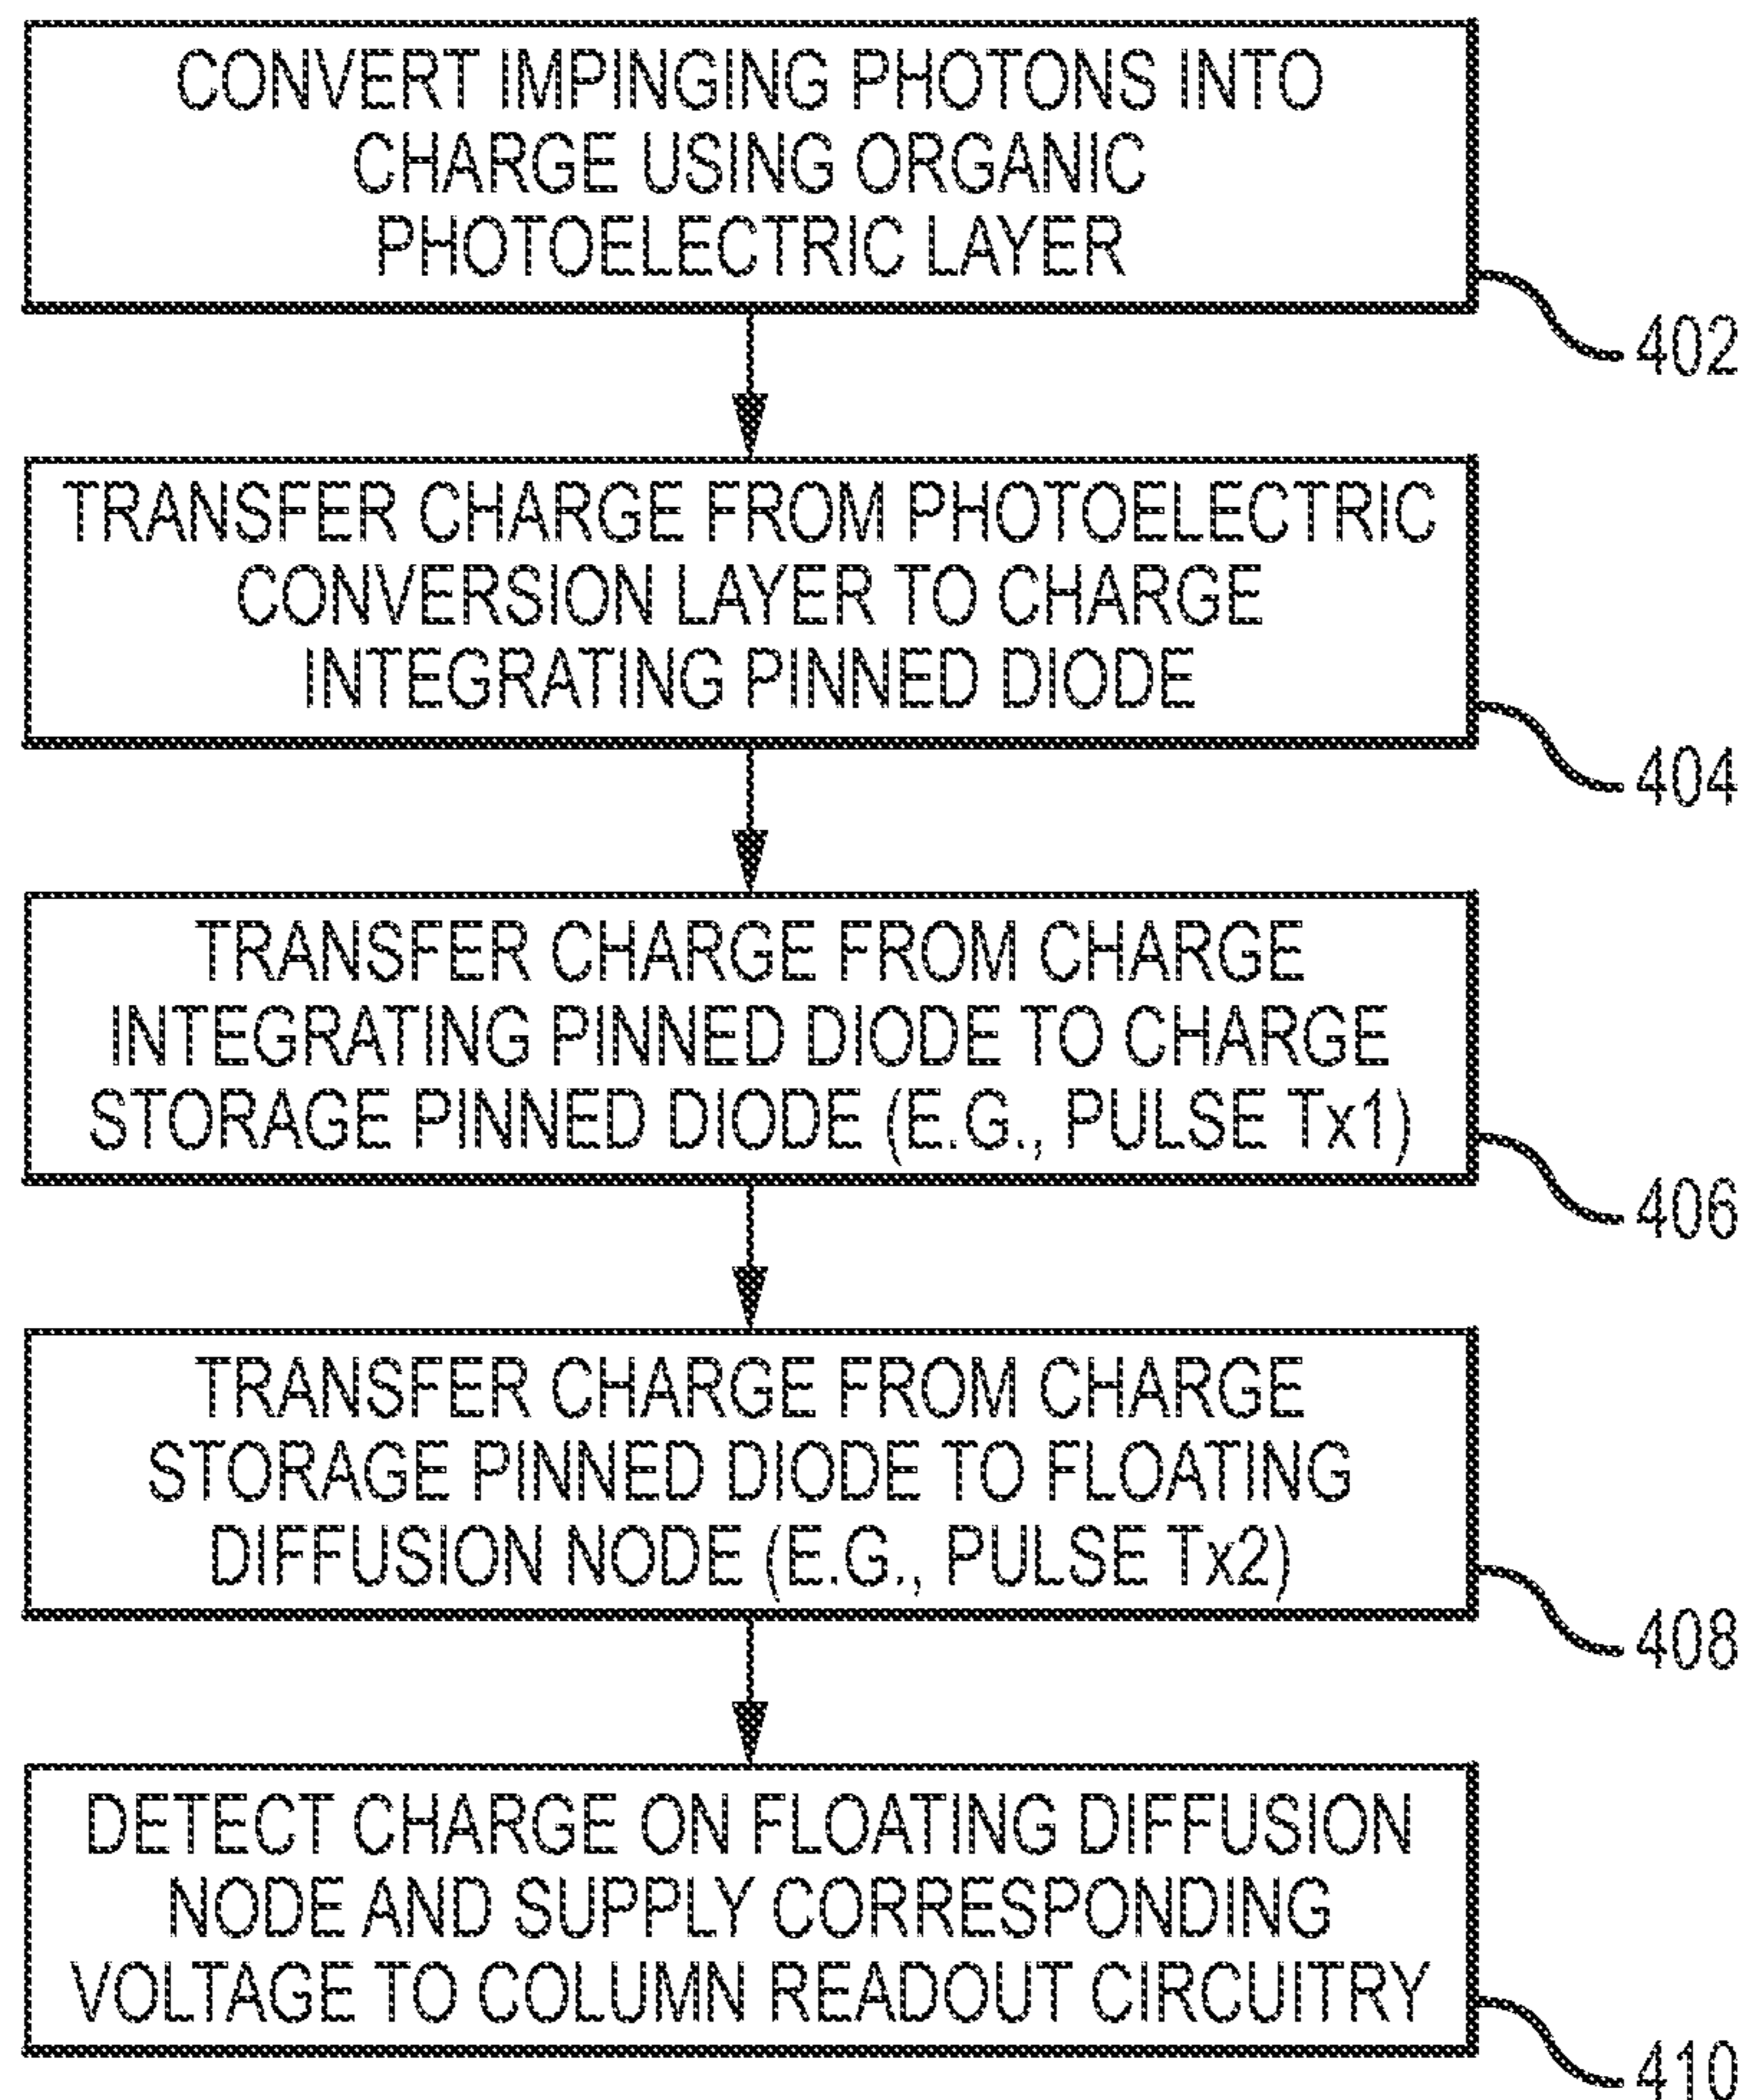 CONVERT IMPINGING PHOTONS INTO
CHARGE USING ORGANIC
PHOTOELECTRIC LAYER
402
TRANSFER CHARGE FROM PHOTOELECTRIC
CONVERSION LAYER TO CHARGE
INTEGRATING PINNED DIODE
404
TRANSFER CHARGE FROM CHARGE
INTEGRATING PINNED DIODE TO CHARGE
STORAGE PINNED DIODE (E.G., PULSE Tx1)
406
TRANSFER CHARGE FROM CHARGE
STORAGE PINNED DIODE TO FLOATING
DIFFUSION NODE (E.G., PULSE Tx2)
408
DETECT CHARGE ON FLOATING DIFFUSION
NODE AND SUPPLY CORRESPONDING
VOLTAGE TO COLUMN READOUT CIRCUITRY
410